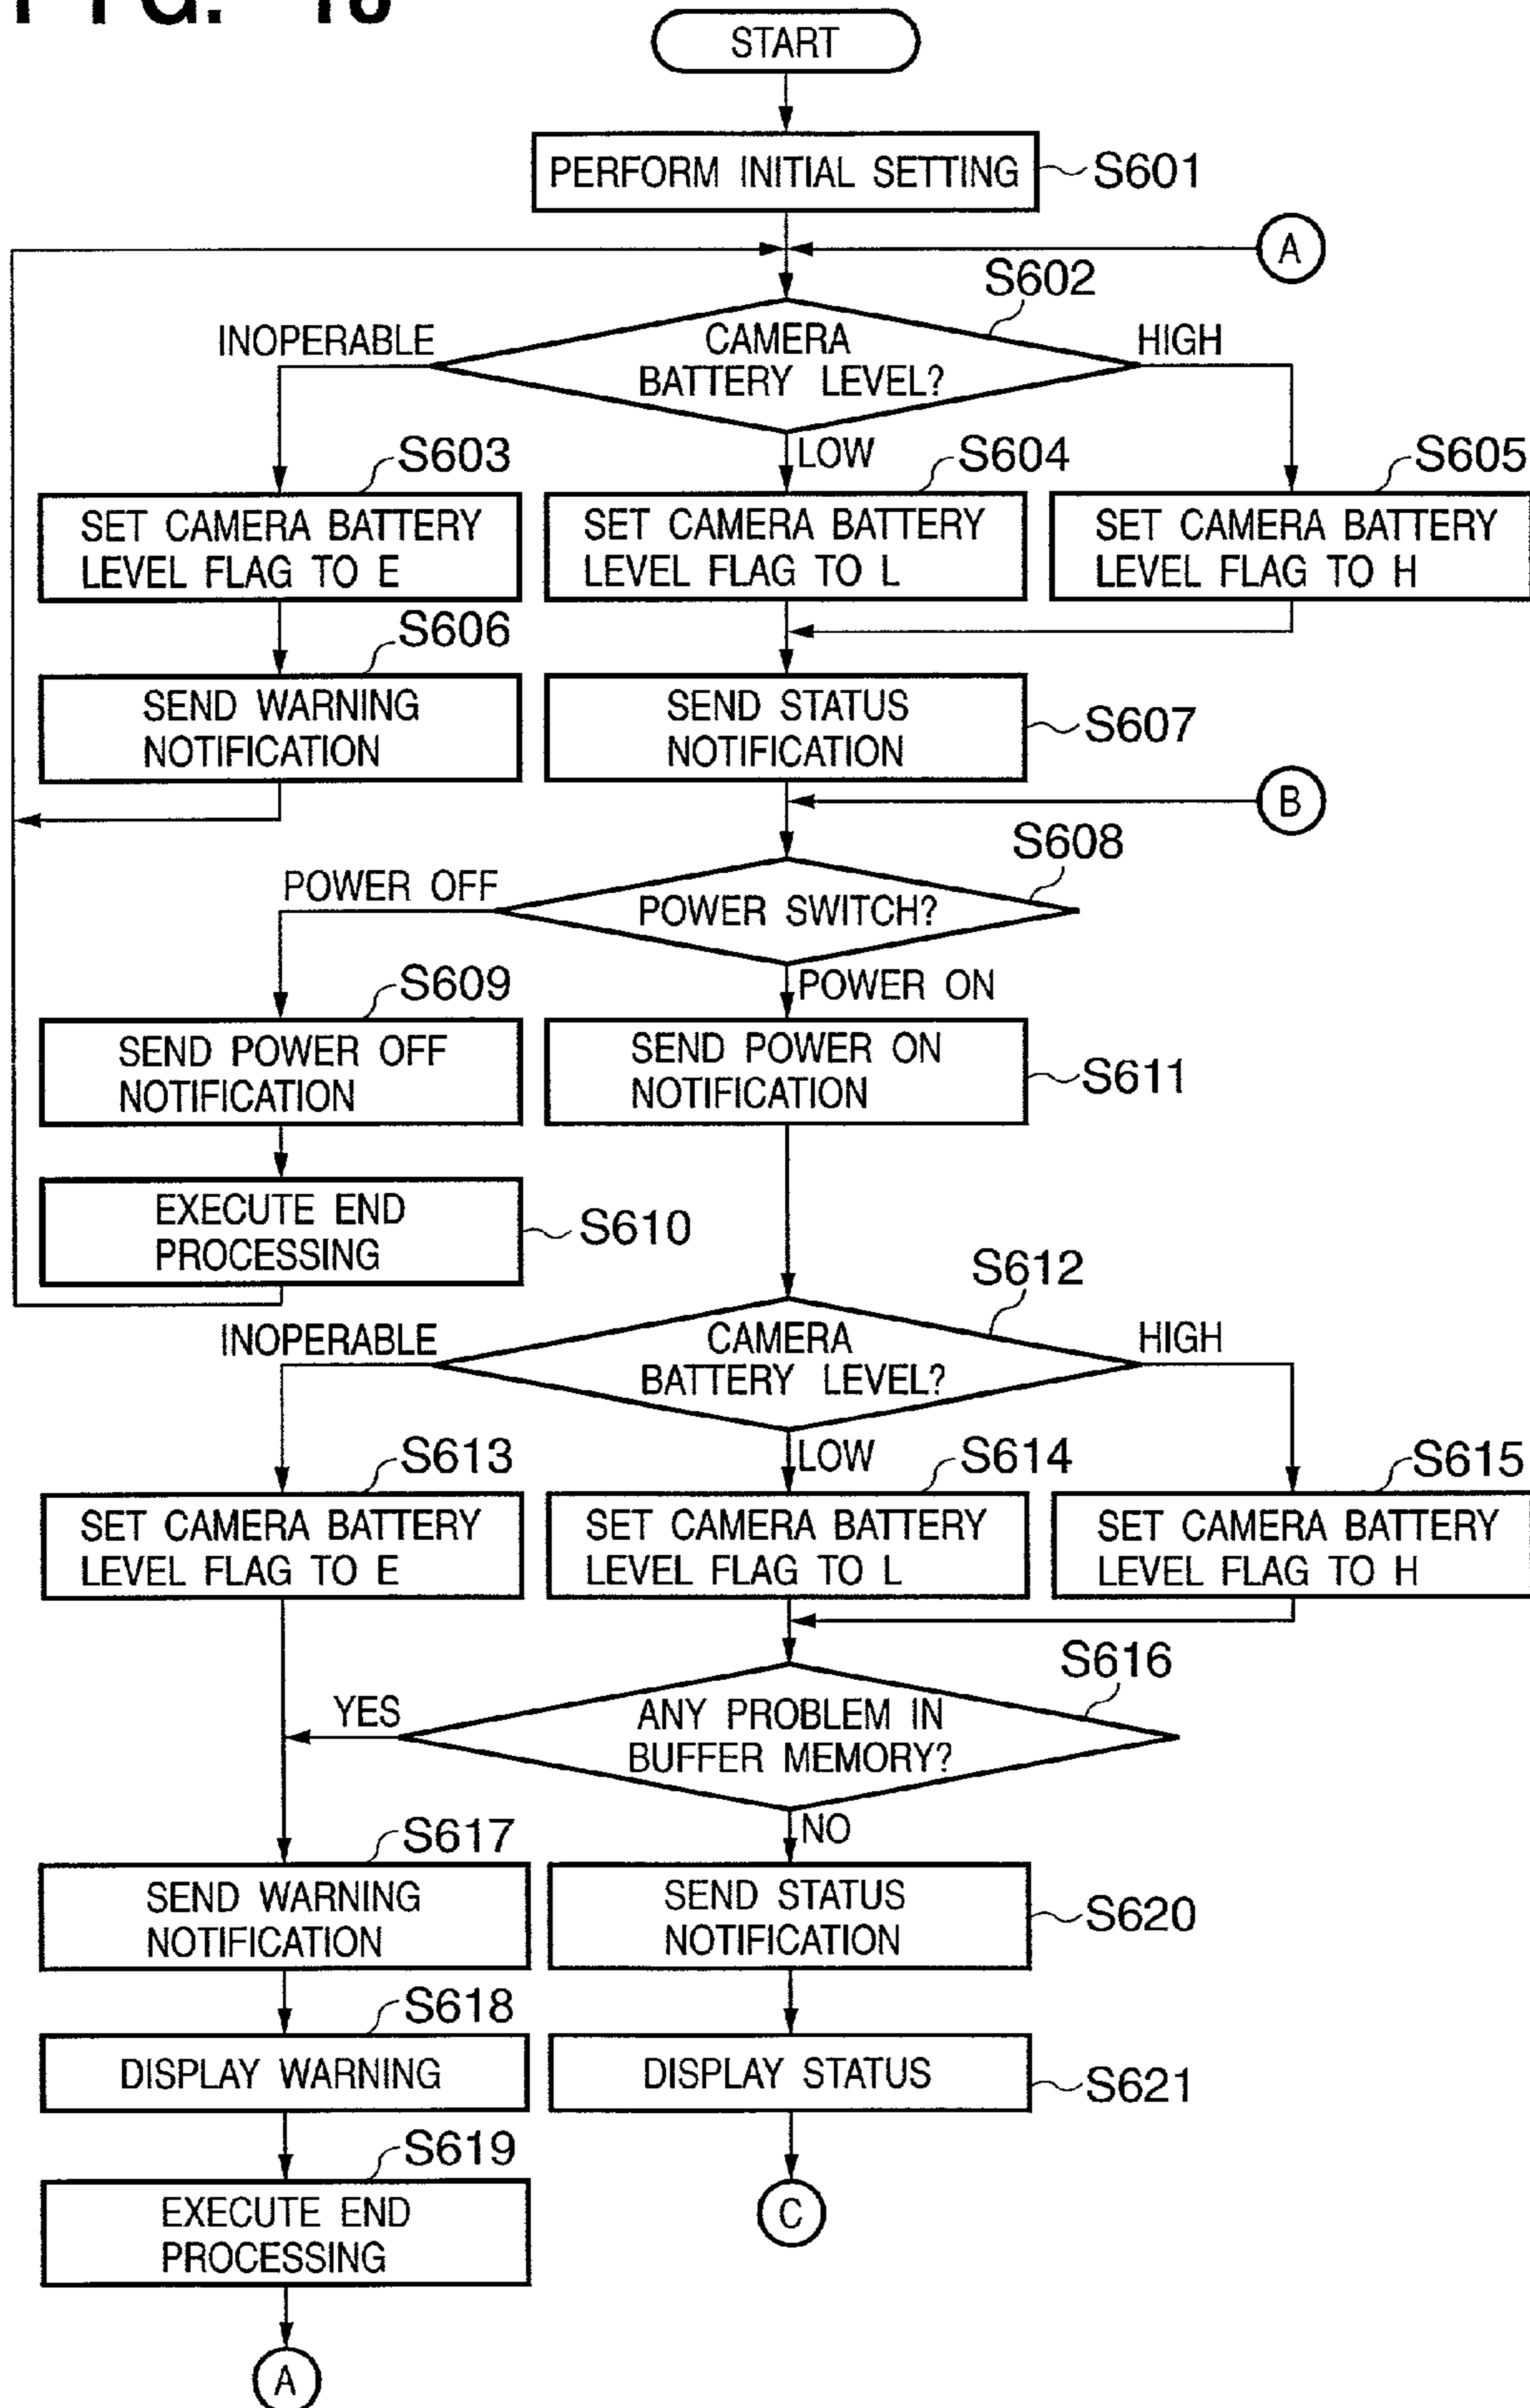 START
PERFORM INITIAL SETTING
S601
A
S602
INOPERABLE
CAMERA
BATTERY LEVEL?
HIGH
LOW
S603
S604
S605
SET CAMERA BATTERY
LEVEL FLAG TO E
SET CAMERA BATTERY
LEVEL FLAG TO L
SET CAMERA BATTERY
LEVEL FLAG TO H
S606
SEND WARNING
NOTIFICATION
SEND STATUS
NOTIFICATION
S607
B
S608
POWER OFF
POWER SWITCH?
POWER ON
S609
SEND POWER OFF
NOTIFICATION
SEND POWER ON
NOTIFICATION
S611
EXECUTE END
PROCESSING
S610
S612
INOPERABLE
CAMERA
BATTERY LEVEL?
HIGH
LOW
S613
S614
S615
SET CAMERA BATTERY
LEVEL FLAG TO E
SET CAMERA BATTERY
LEVEL FLAG TO L
SET CAMERA BATTERY
LEVEL FLAG TO H
S616
YES
ANY PROBLEM IN
BUFFER MEMORY?
NO
S617
SEND WARNING
NOTIFICATION
SEND STATUS
NOTIFICATION
S620
S618
DISPLAY WARNING
DISPLAY STATUS
S621
S619
EXECUTE END
PROCESSING
C
A